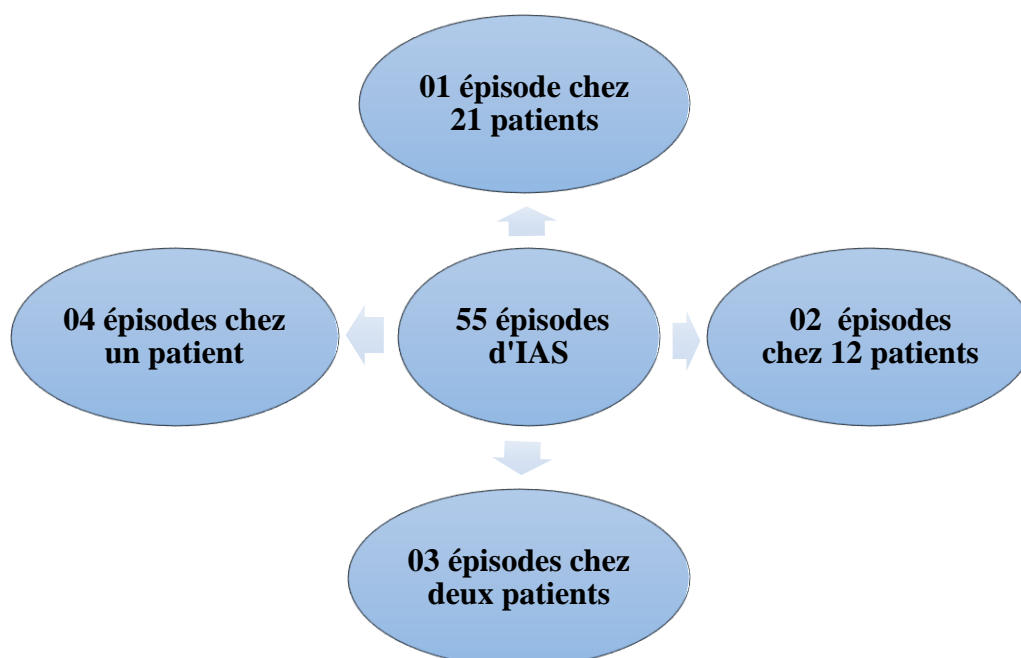 01 épisode chez
21 patients
04 épisodes chez
un patient
55 épisodes
d'IAS
02 épisodes
chez 12 patients
03 épisodes chez
deux patients